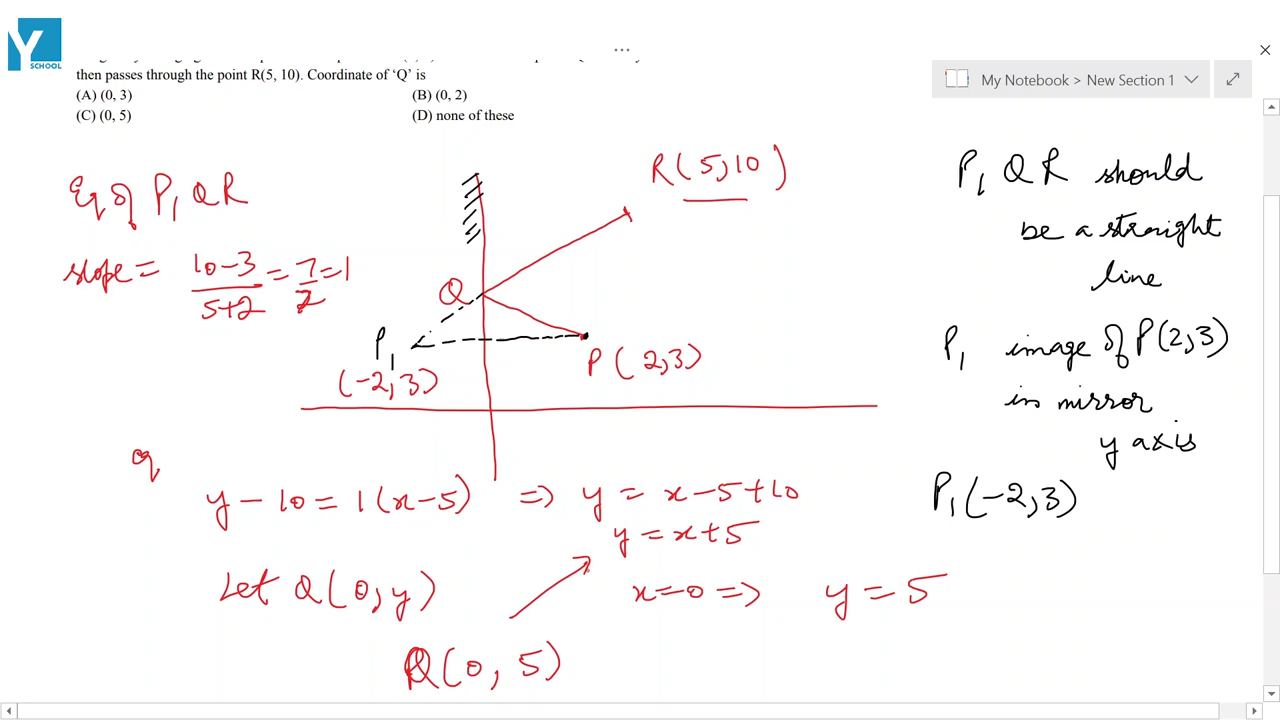 Y
SCHOOL
then passes through the point R(5, 10). Coordinate of ‘Q’ is
(A) (0, 3) (B) (0, 2)
(C) (0, 5) (D) none of these
My Notebook > New Section 1
Eq of P1 QR
slope = 10-3/5+2 = 7/7 = 1
R(5,10)
Q
P1
(-2,3)
P(2,3)
P1 QR should
be a straight
line
P1 image of P(2,3)
in mirror
y axis
P1(-2,3)
y-10=1(x-5) => y = x-5+10
y = x+5
Let Q(0,y)
x=0 => y=5
Q(0, 5)